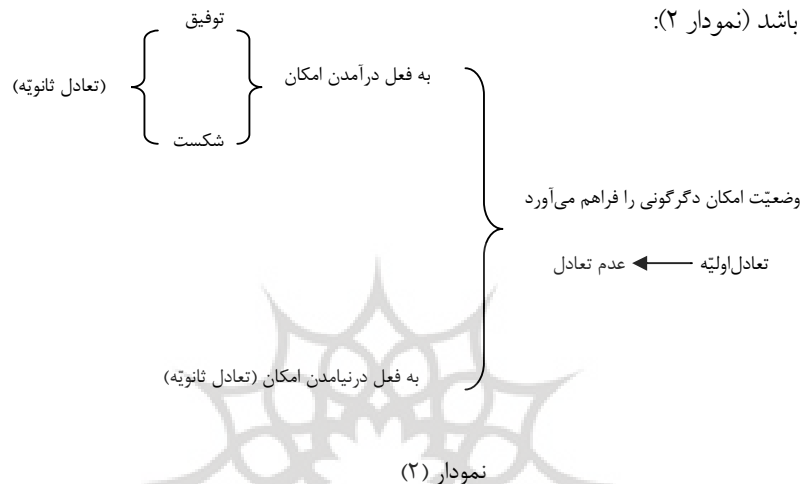 باشد (نمودار ۲):
توفیق
به فعل درآمدن امکان
(تعادل ثانویّه)
شکست
وضعیّت امکان دگرگونی را فراهم می‌آورد
تعادل‌اولیّه عدم تعادل
به فعل درنیامدن امکان (تعادل ثانویّه)
نمودار (۲)